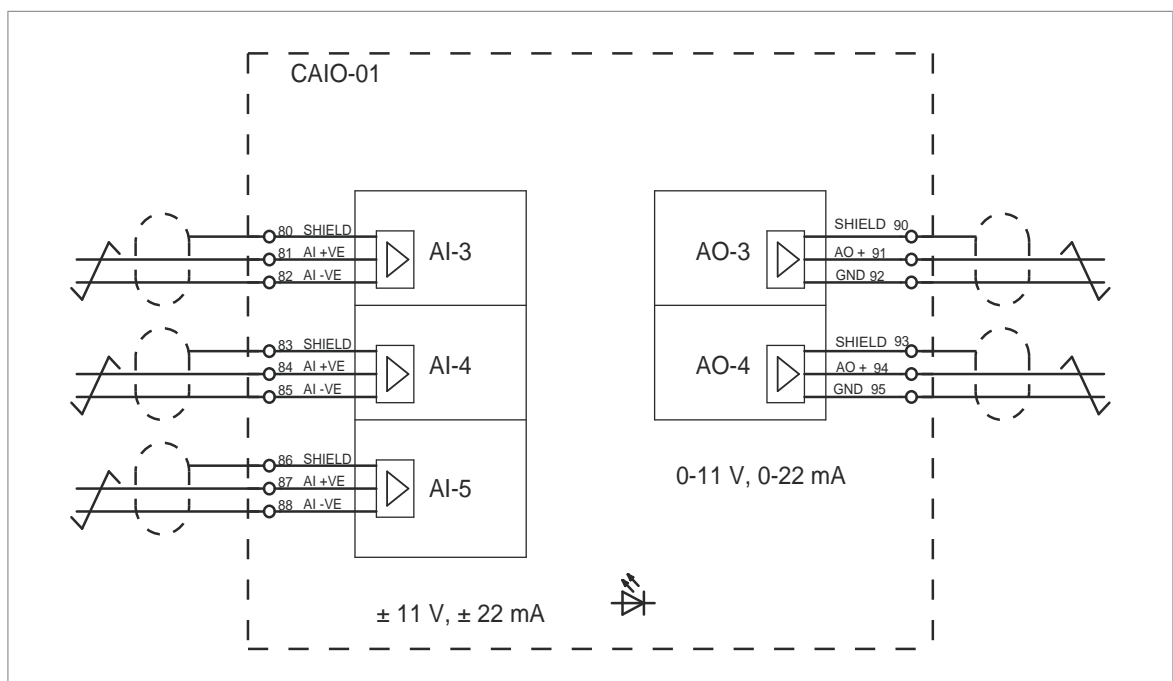 CAIO-01
80 SHIELD
81 AI +VE
82 AI -VE
AI-3
83 SHIELD
84 AI +VE
85 AI -VE
AI-4
86 SHIELD
87 AI +VE
88 AI -VE
AI-5
± 11 V, ± 22 mA
AO-3
SHIELD 90
AO + 91
GND 92
AO-4
SHIELD 93
AO + 94
GND 95
0-11 V, 0-22 mA